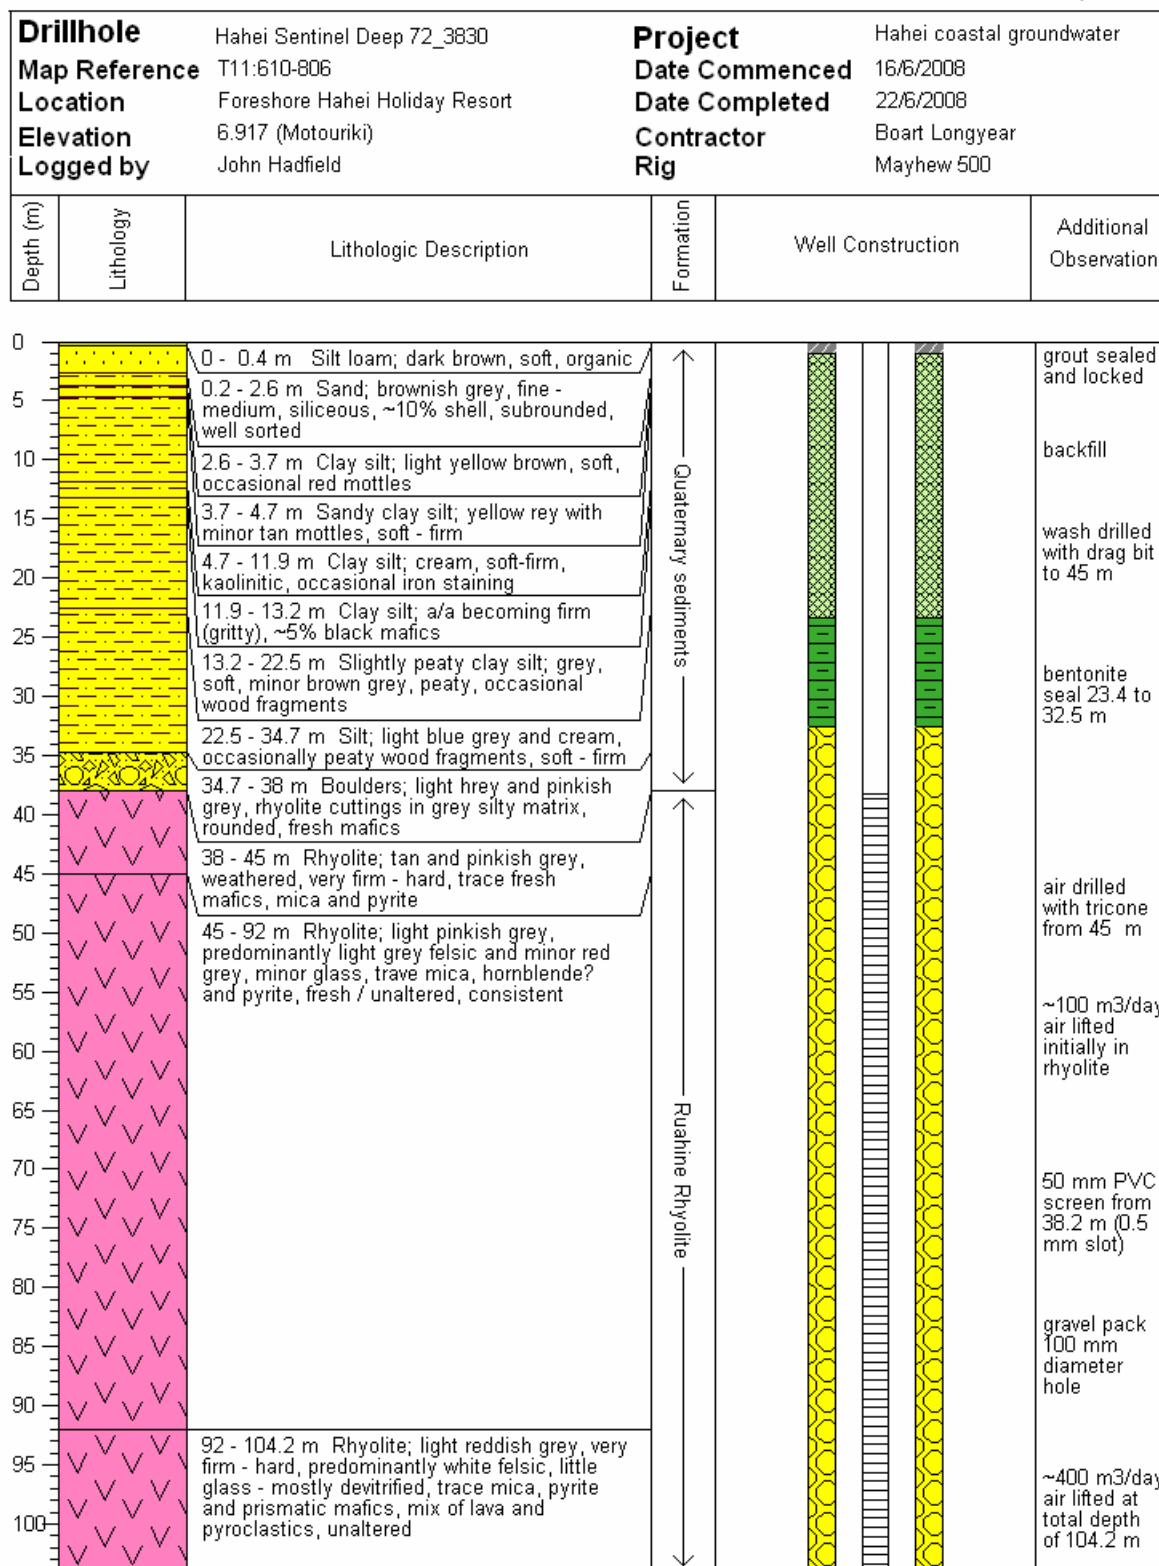 Drillhole Hahei Sentinel Deep 72_3830 Project Hahei coastal groundwater
Map Reference T11:610-806 Date Commenced 16/6/2008
Location Foreshore Hahei Holiday Resort Date Completed 22/6/2008
Elevation 6.917 (Motouriki) Contractor Boart Longyear
Logged by John Hadfield Rig Mayhew 500
Depth (m)
Lithology
Lithologic Description
Formation
Well Construction
Additional
Observation
0
5
10
15
20
25
30
35
40
45
50
55
60
65
70
75
80
85
90
95
100
0 - 0.4 m Silt loam; dark brown, soft, organic
0.2 - 2.6 m Sand; brownish grey, fine -
medium, siliceous, ~10% shell, subrounded,
well sorted
2.6 - 3.7 m Clay silt; light yellow brown, soft,
occasional red mottles
3.7 - 4.7 m Sandy clay silt; yellow rey with
minor tan mottles, soft - firm
4.7 - 11.9 m Clay silt; cream, soft-firm,
kaolinitic, occasional iron staining
11.9 - 13.2 m Clay silt; a/a becoming firm
(gritty), ~5% black mafics
13.2 - 22.5 m Slightly peaty clay silt; grey,
soft, minor brown grey, peaty, occasional
wood fragments
22.5 - 34.7 m Silt; light blue grey and cream,
occasionally peaty wood fragments, soft - firm
34.7 - 38 m Boulders; light hrey and pinkish
grey, rhyolite cuttings in grey silty matrix,
rounded, fresh mafics
38 - 45 m Rhyolite; tan and pinkish grey,
weathered, very firm - hard, trace fresh
mafics, mica and pyrite
45 - 92 m Rhyolite; light pinkish grey,
predominantly light grey felsic and minor red
grey, minor glass, trave mica, hornblende?
and pyrite, fresh / unaltered, consistent
92 - 104.2 m Rhyolite; light reddish grey, very
firm - hard, predominantly white felsic, little
glass - mostly devitrified, trace mica, pyrite
and prismatic mafics, mix of lava and
pyroclastics, unaltered
Quaternary sediments
Ruahine Rhyolite
grout sealed
and locked
backfill
wash drilled
with drag bit
to 45 m
bentonite
seal 23.4 to
32.5 m
air drilled
with tricone
from 45 m
~100 m3/day
air lifted
initially in
rhyolite
50 mm PVC
screen from
38.2 m (0.5
mm slot)
gravel pack
100 mm
diameter
hole
~400 m3/day
air lifted at
total depth
of 104.2 m